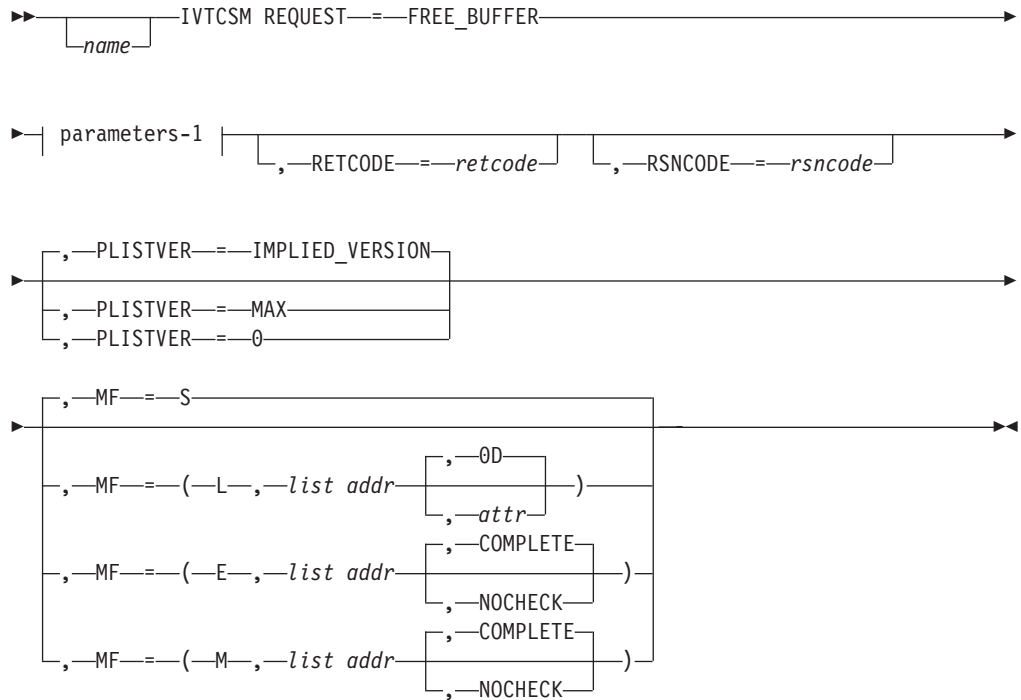 IVTCSM REQUEST = FREE_BUFFER
name
parameters-1
, RETCODE = retcode , RSNCODE = rsncode
, PLISTVER = IMPLIED_VERSION
, PLISTVER = MAX
, PLISTVER = 0
, MF = S
, 0D
, MF = ( L , list addr )
, attr
, COMPLETE
, MF = ( E , list addr )
, NOCHECK
, COMPLETE
, MF = ( M , list addr )
, NOCHECK